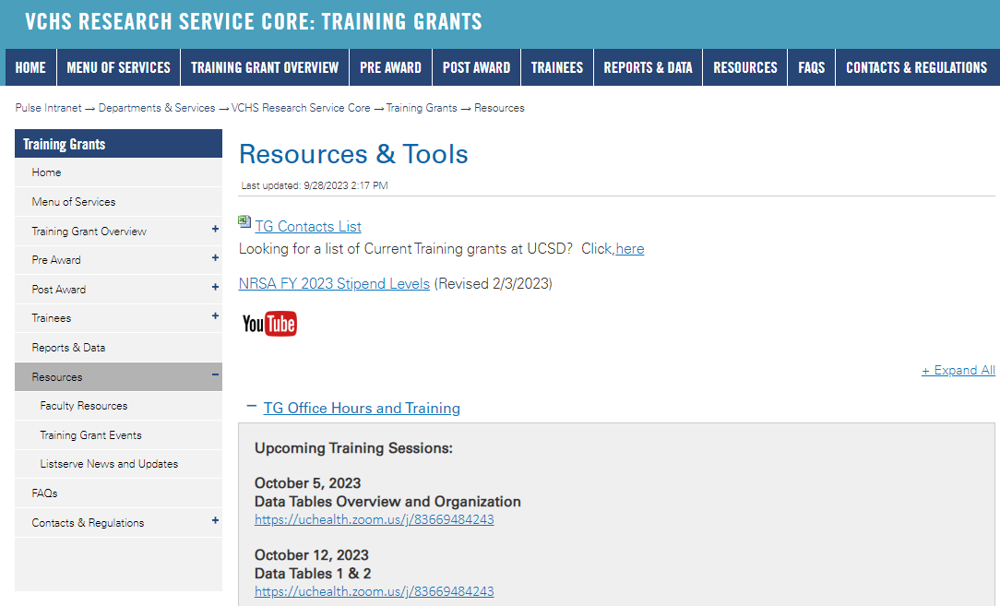 VCHS RESEARCH SERVICE CORE: TRAINING GRANTS
HOME MENU OF SERVICES TRAINING GRANT OVERVIEW PRE AWARD POST AWARD TRAINEES REPORTS & DATA RESOURCES FAQS CONTACTS & REGULATIONS
Pulse Intranet → Departments & Services → VCHS Research Service Core → Training Grants → Resources
Training Grants
Home
Menu of Services
Training Grant Overview +
Pre Award +
Post Award +
Trainees +
Reports & Data
Resources −
Faculty Resources
Training Grant Events
Listserve News and Updates
FAQs
Contacts & Regulations +
Resources & Tools
Last updated: 9/28/2023 2:17 PM
TG Contacts List
Looking for a list of Current Training grants at UCSD? Click,here
NRSA FY 2023 Stipend Levels (Revised 2/3/2023)
YouTube
+ Expand All
− TG Office Hours and Training
Upcoming Training Sessions:
October 5, 2023
Data Tables Overview and Organization
https://uchealth.zoom.us/j/83669484243
October 12, 2023
Data Tables 1 & 2
https://uchealth.zoom.us/j/83669484243